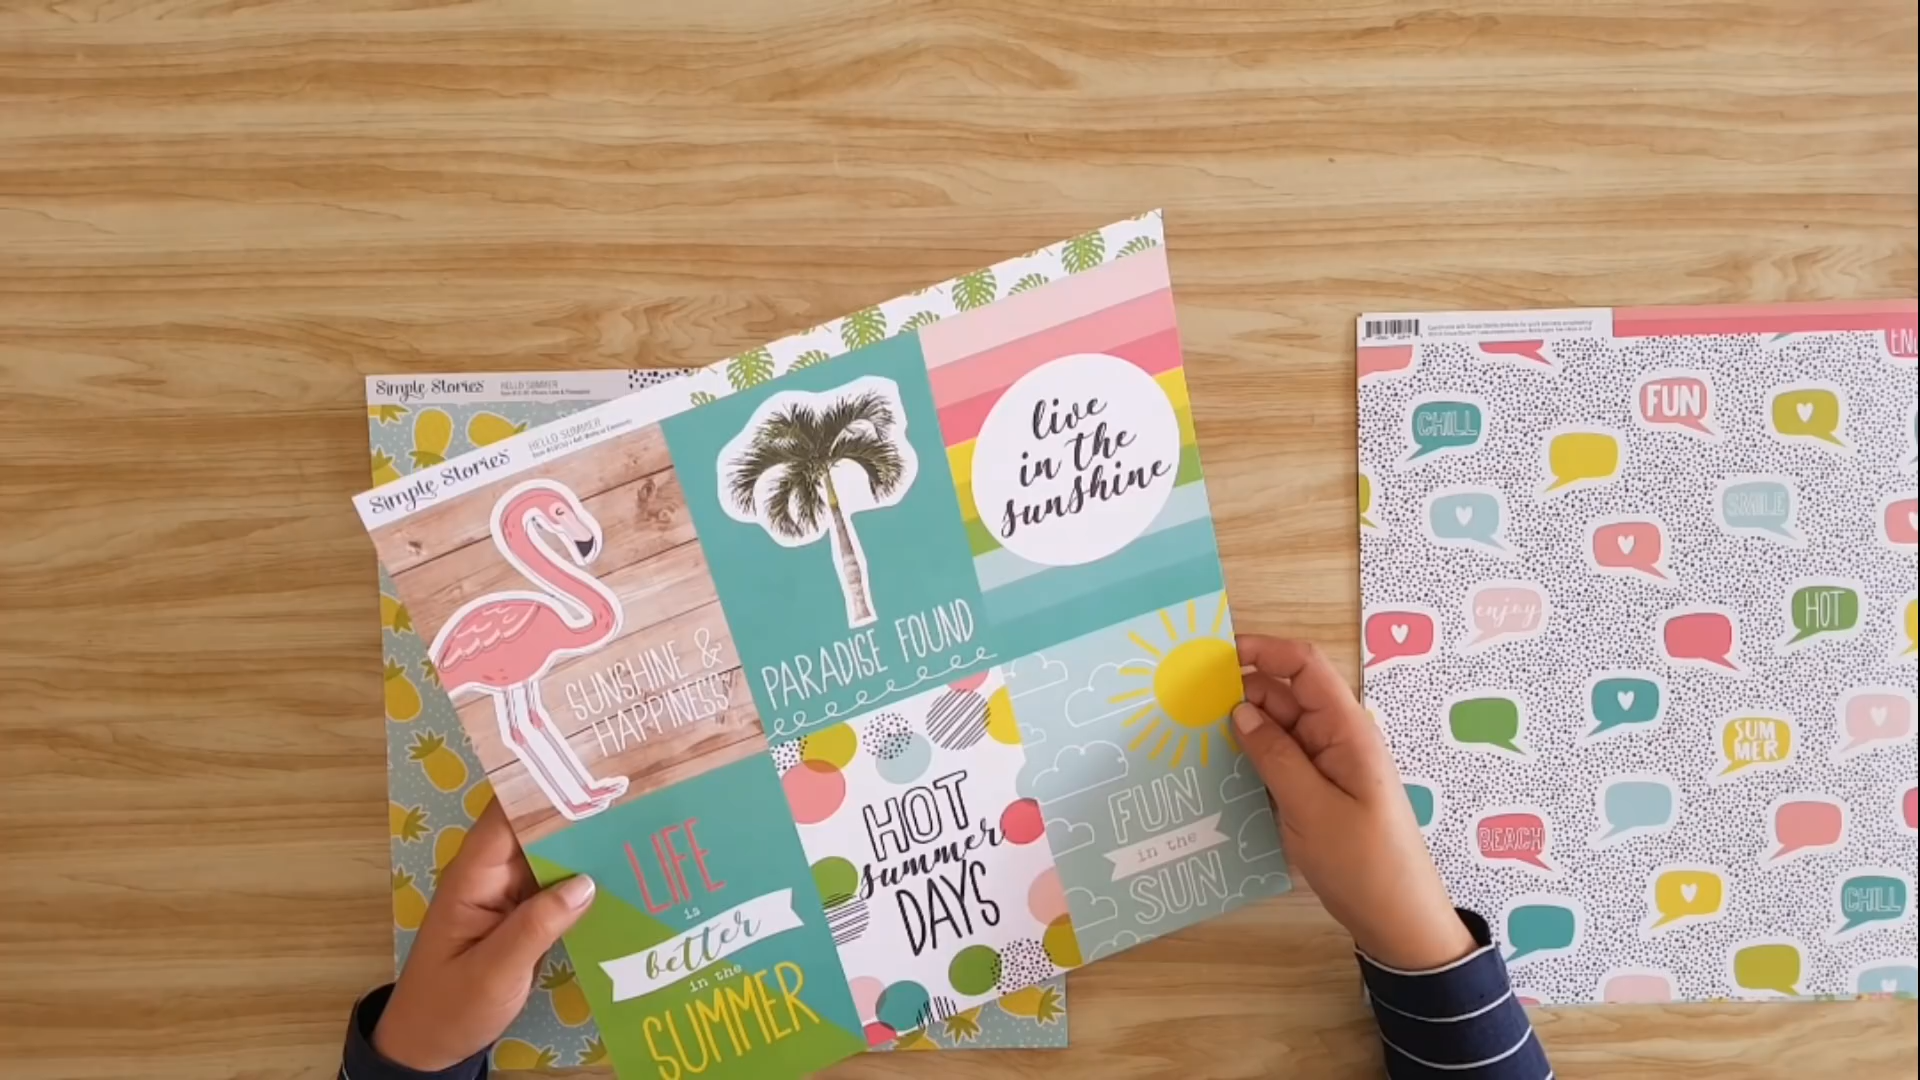 Simple Stories
HELLO SUMMER
Simple Stories
HELLO SUMMER
SUNSHINE &
HAPPINESS
PARADISE FOUND
live
in the
sunshine
LIFE
is
better
in the
SUMMER
HOT
summer
DAYS
FUN
in the
SUN
CHILL
FUN
SMILE
enjoy
HOT
SUM
MER
BEACH
CHILL